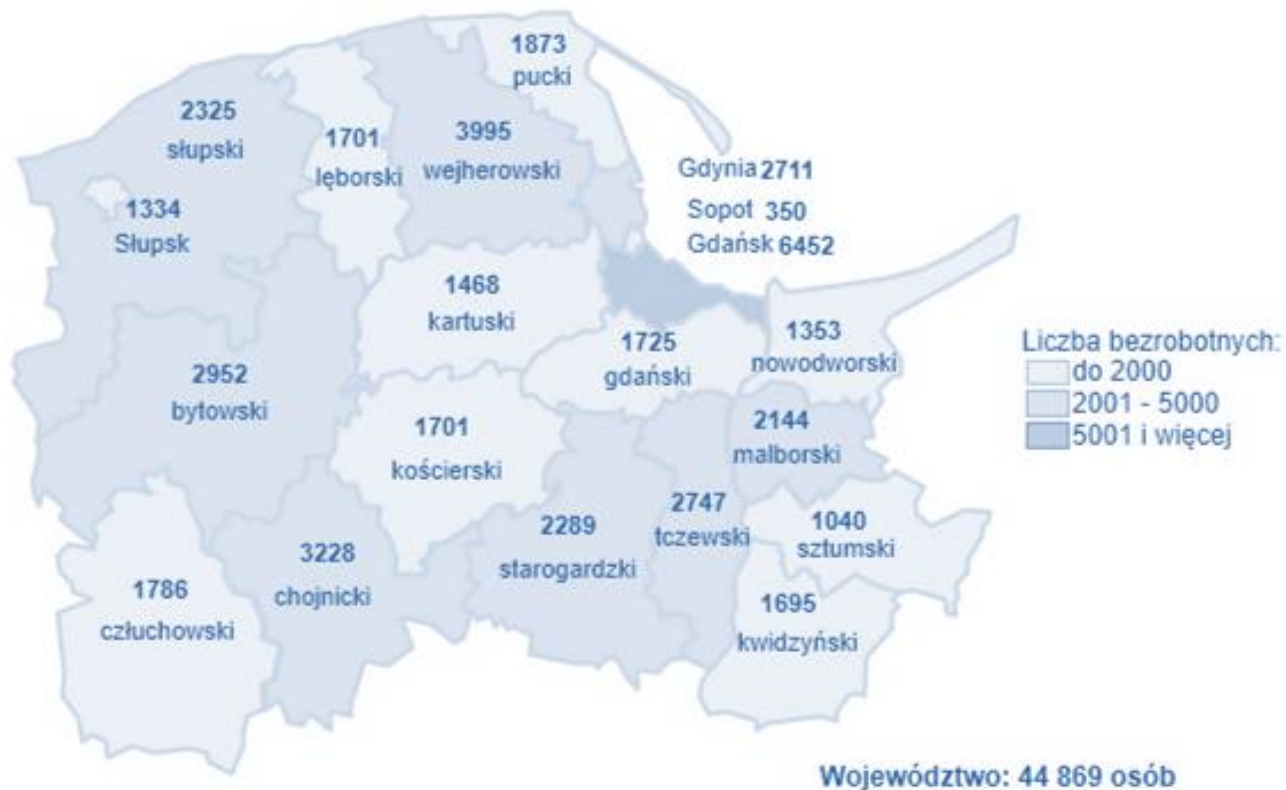 1873
pucki
2325
słupski
1701
lęborski
3995
wejherowski
Gdynia 2711
Sopot 350
Gdańsk 6452
1334
Słupsk
1468
kartuski
1725
gdański
1353
nowodworski
Liczba bezrobotnych:
do 2000
2001 - 5000
5001 i więcej
2952
bytowski
1701
kościerski
2144
malborski
2747
tczewski
1040
sztumski
2289
starogardzki
3228
chojnicki
1786
człuchowski
1695
kwidzyński
Województwo: 44 869 osób